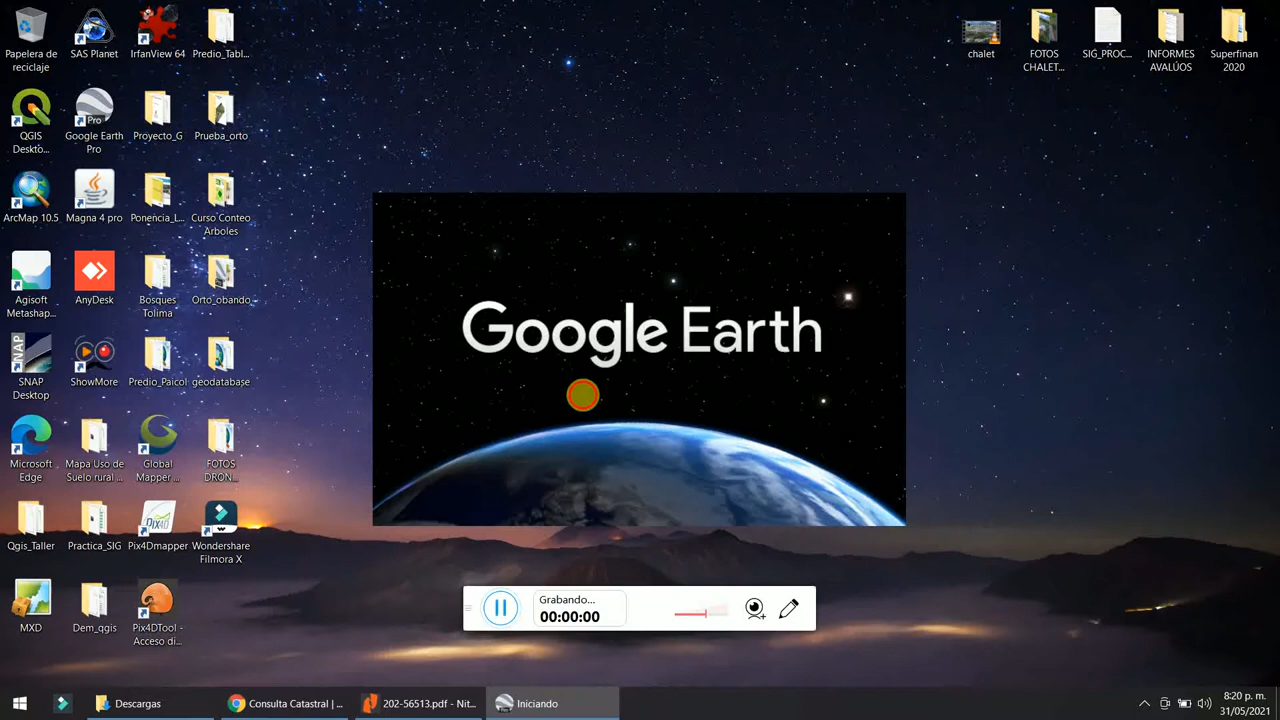 Papelera de
reciclaje
SAS Planet
IrfanView 64
Predio_Tabl...
chalet
FOTOS
CHALET...
SIG_PROC...
INFORMES
AVALÚOS
Superfinan
2020
QGIS
Deskto...
Pro
Google Earth
Pro
Proyecto_G
Prueba_orto
ArcMap 10.5
Magna 4 pro
Ponencia_L...
Curso Conteo
Arboles
Google Earth
Agisoft
Metashap...
AnyDesk
Bosques
Tolima
Orto_obando
SNAP
SNAP
Desktop
ShowMore
Predio_Paicol
geodatabase
Microsoft
Edge
Mapa Uso de
Suelo rural ...
Global
Mapper ...
FOTOS
DRON...
Qgis_Taller
Practica_SIG
PIX4D
Pix4Dmapper
Wondershare
Filmora X
MXD
Dem_qgis
Pix4DTool -
Acceso di...
Grabando...
00:00:00
Descargas
Consulta Catastral | ...
202-56513.pdf - Nit...
Iniciando
8:20 p. m.
31/05/2021